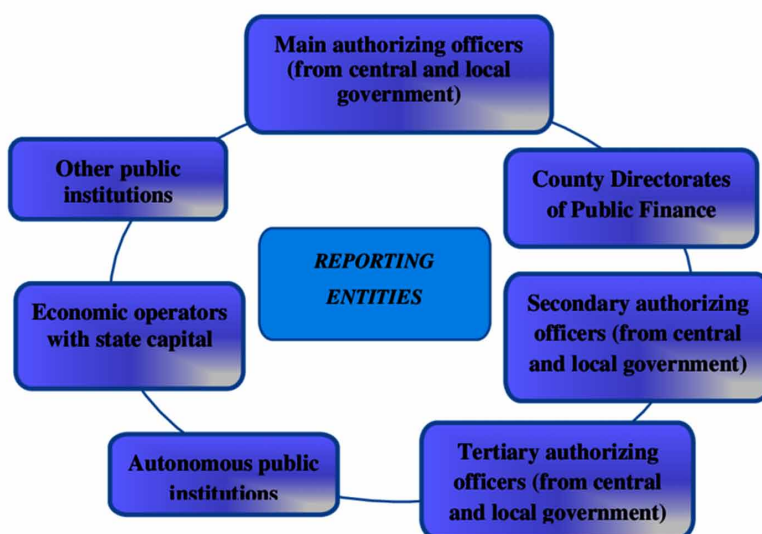 Main authorizing officers
(from central and local
government)
Other public
institutions
County Directorates
of Public Finance
REPORTING
ENTITIES
Economic operators
with state capital
Secondary authorizing
officers (from central
and local government)
Autonomous public
institutions
Tertiary authorizing
officers (from central
and local government)